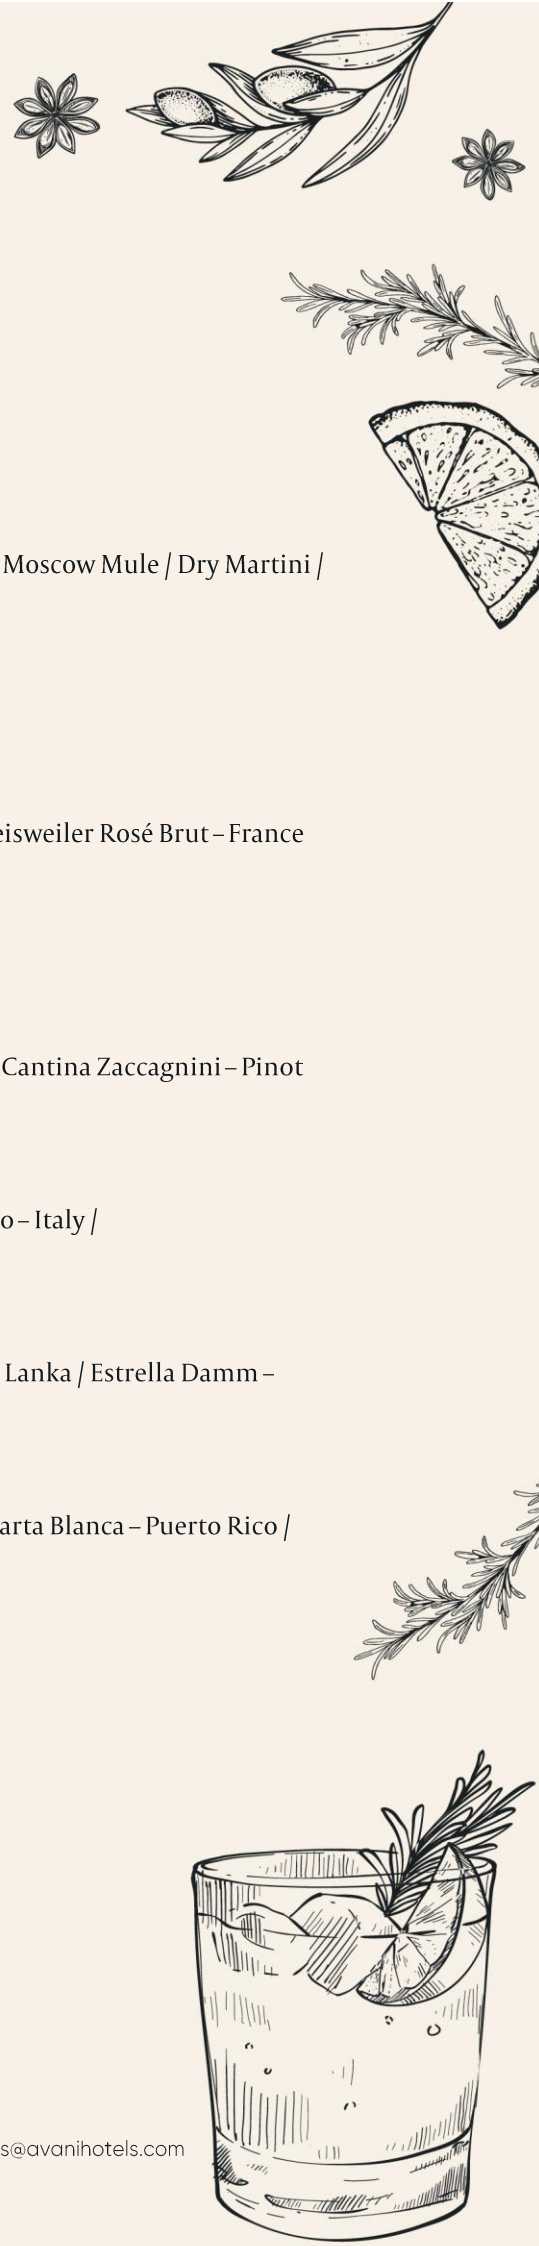 Moscow Mule / Dry Martini /
eisweiler Rosé Brut – France
Cantina Zaccagnini – Pinot
o – Italy /
Lanka / Estrella Damm –
arta Blanca – Puerto Rico /
s@avanihotels.com